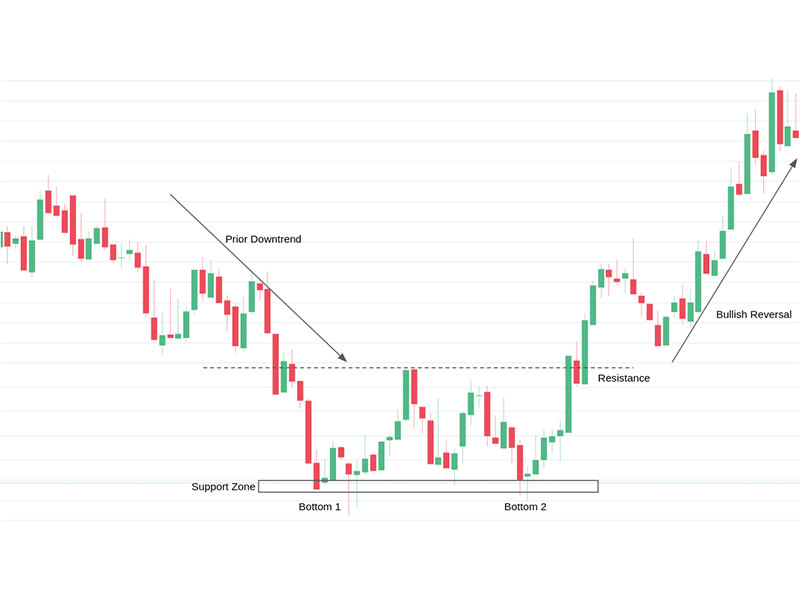 Prior Downtrend
Bullish Reversal
Resistance
Support Zone
Bottom 1
Bottom 2